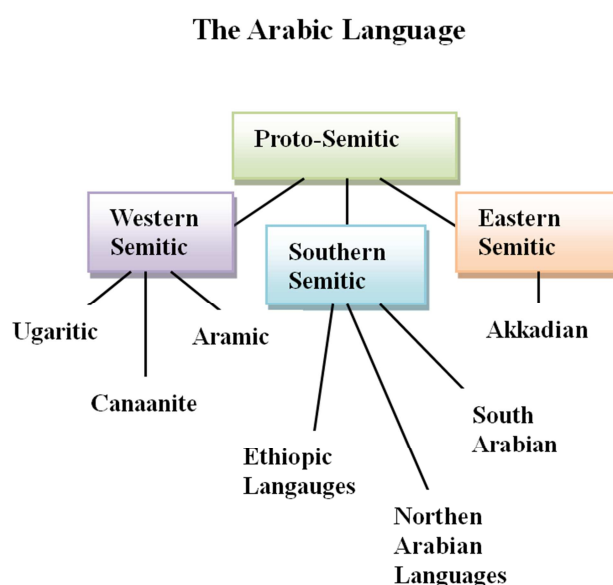 The Arabic Language
Proto-Semitic
Western
Semitic
Southern
Semitic
Eastern
Semitic
Ugaritic
Aramic
Akkadian
Canaanite
South
Arabian
Ethiopic
Langauges
Northen
Arabian
Languages